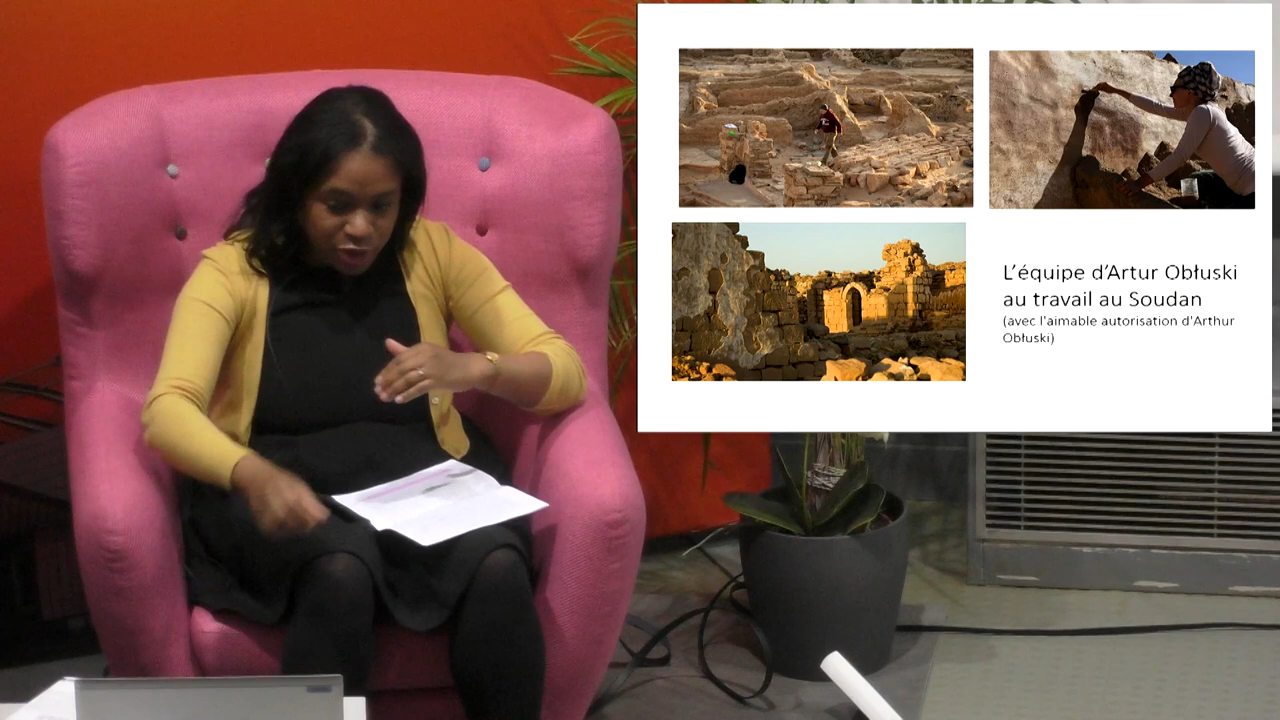 L'équipe d'Artur Obłuski
au travail au Soudan
(avec l'aimable autorisation d'Arthur
Obłuski)